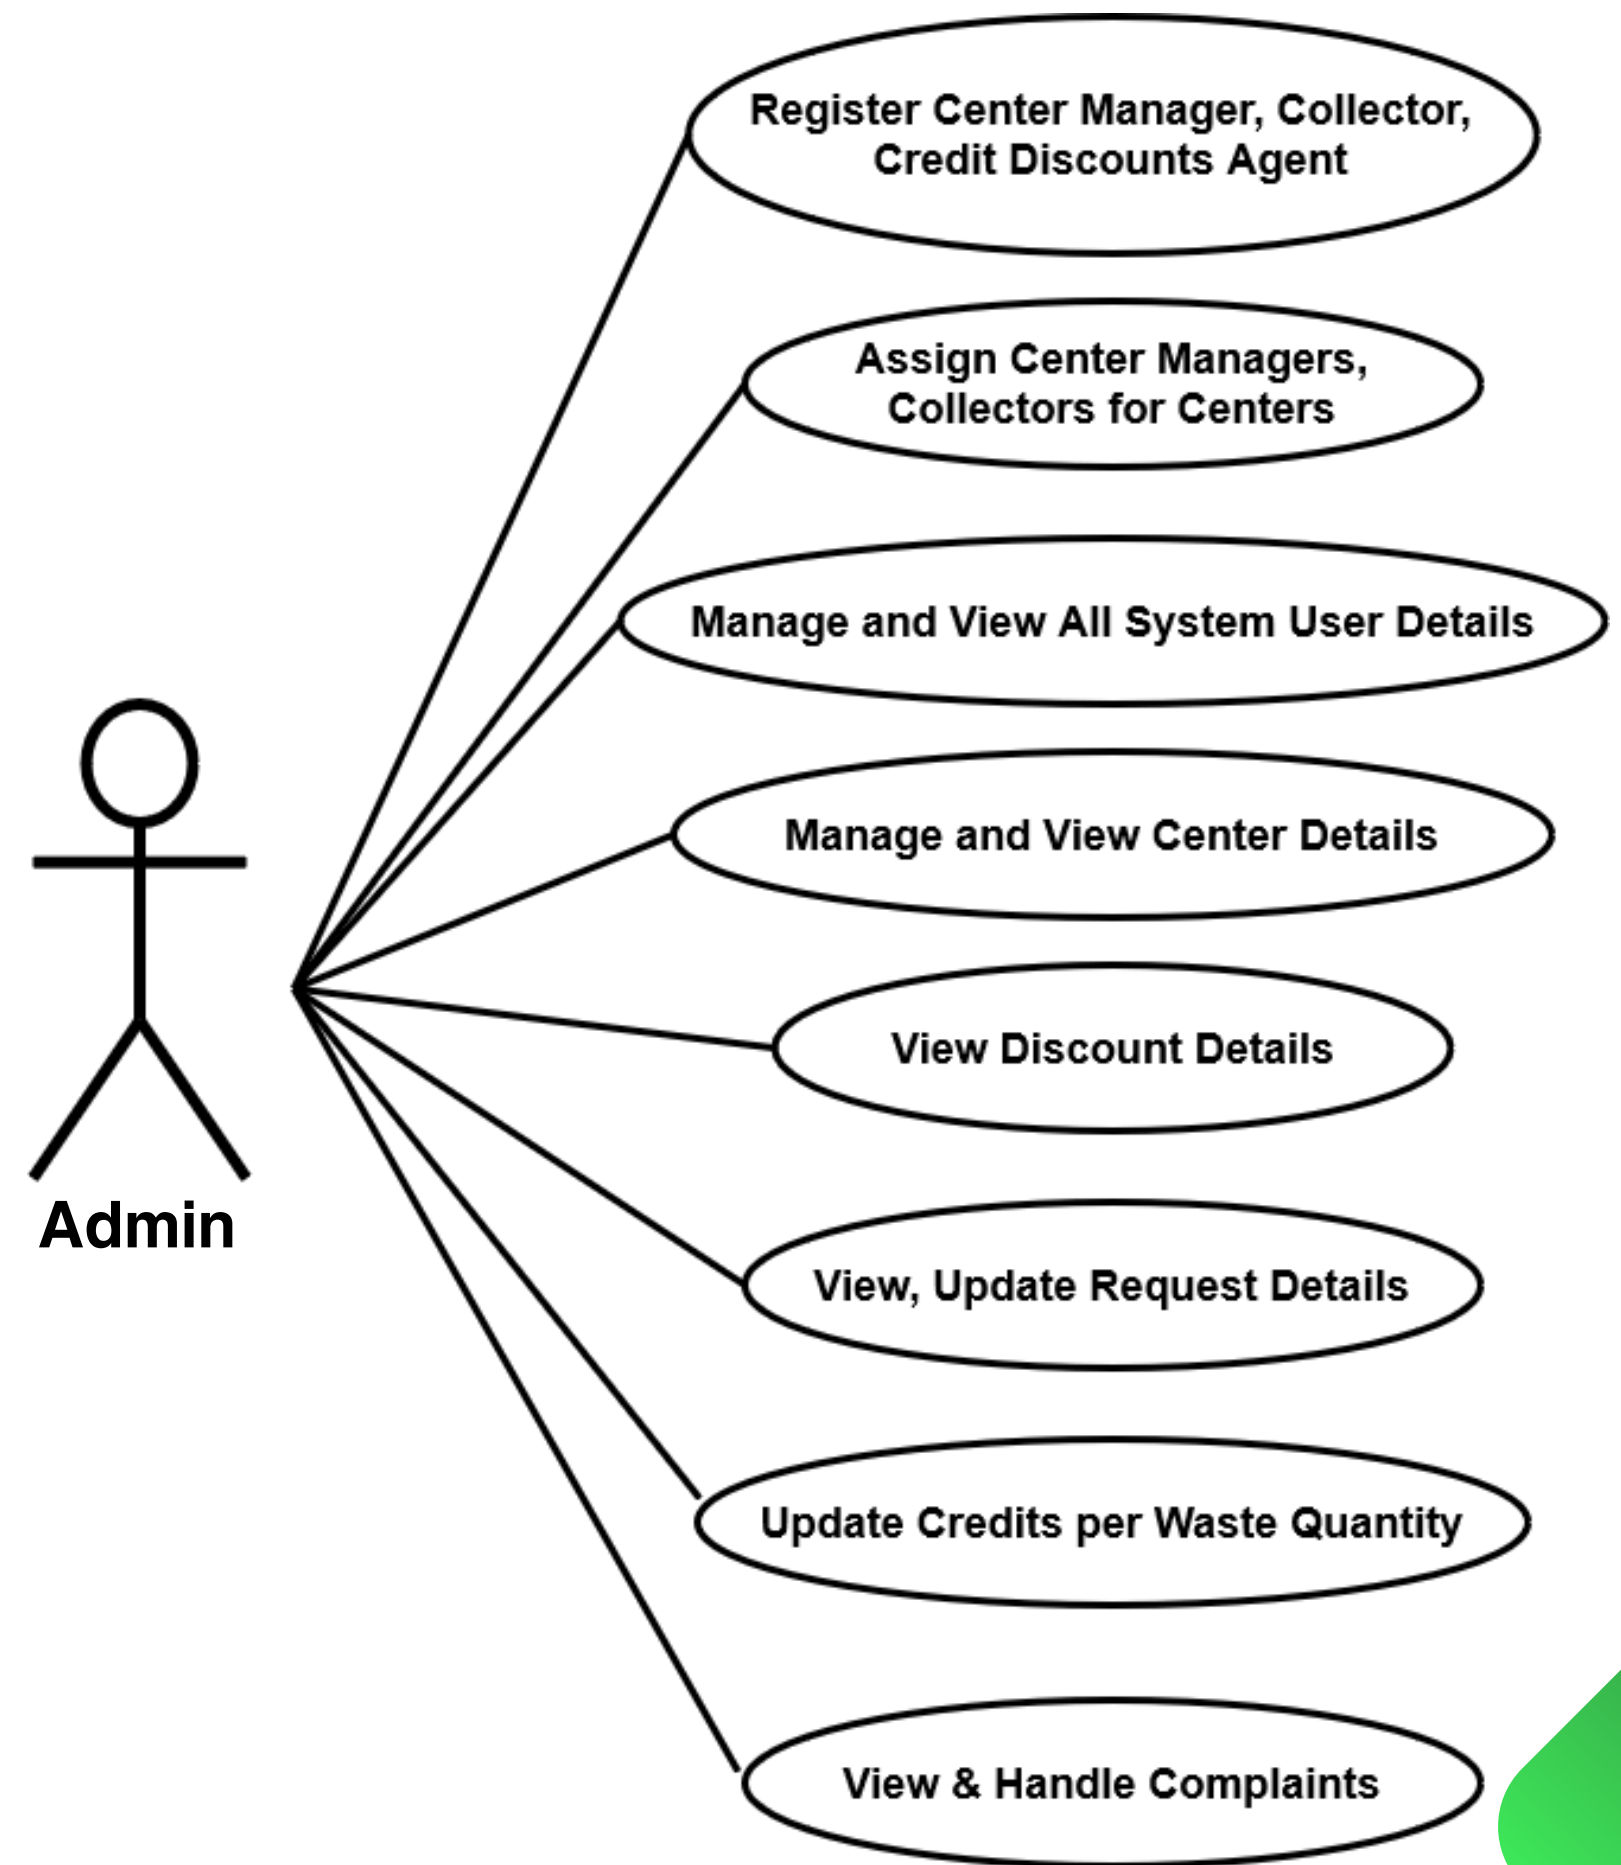 Register Center Manager, Collector,
Credit Discounts Agent
Assign Center Managers,
Collectors for Centers
Manage and View All System User Details
Manage and View Center Details
View Discount Details
Admin
View, Update Request Details
Update Credits per Waste Quantity
View & Handle Complaints